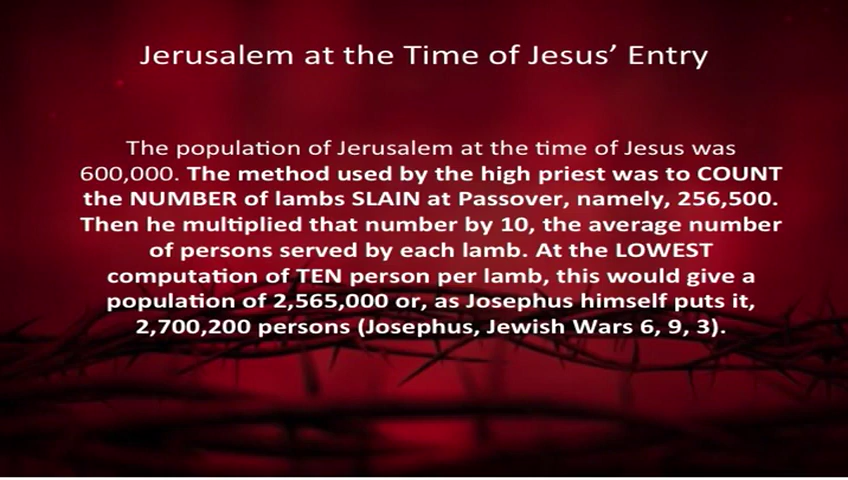 Jerusalem at the Time of Jesus’ Entry
The population of Jerusalem at the time of Jesus was
600,000. The method used by the high priest was to COUNT
the NUMBER of lambs SLAIN at Passover, namely, 256,500.
Then he multiplied that number by 10, the average number
of persons served by each lamb. At the LOWEST
computation of TEN person per lamb, this would give a
population of 2,565,000 or, as Josephus himself puts it,
2,700,200 persons (Josephus, Jewish Wars 6, 9, 3).